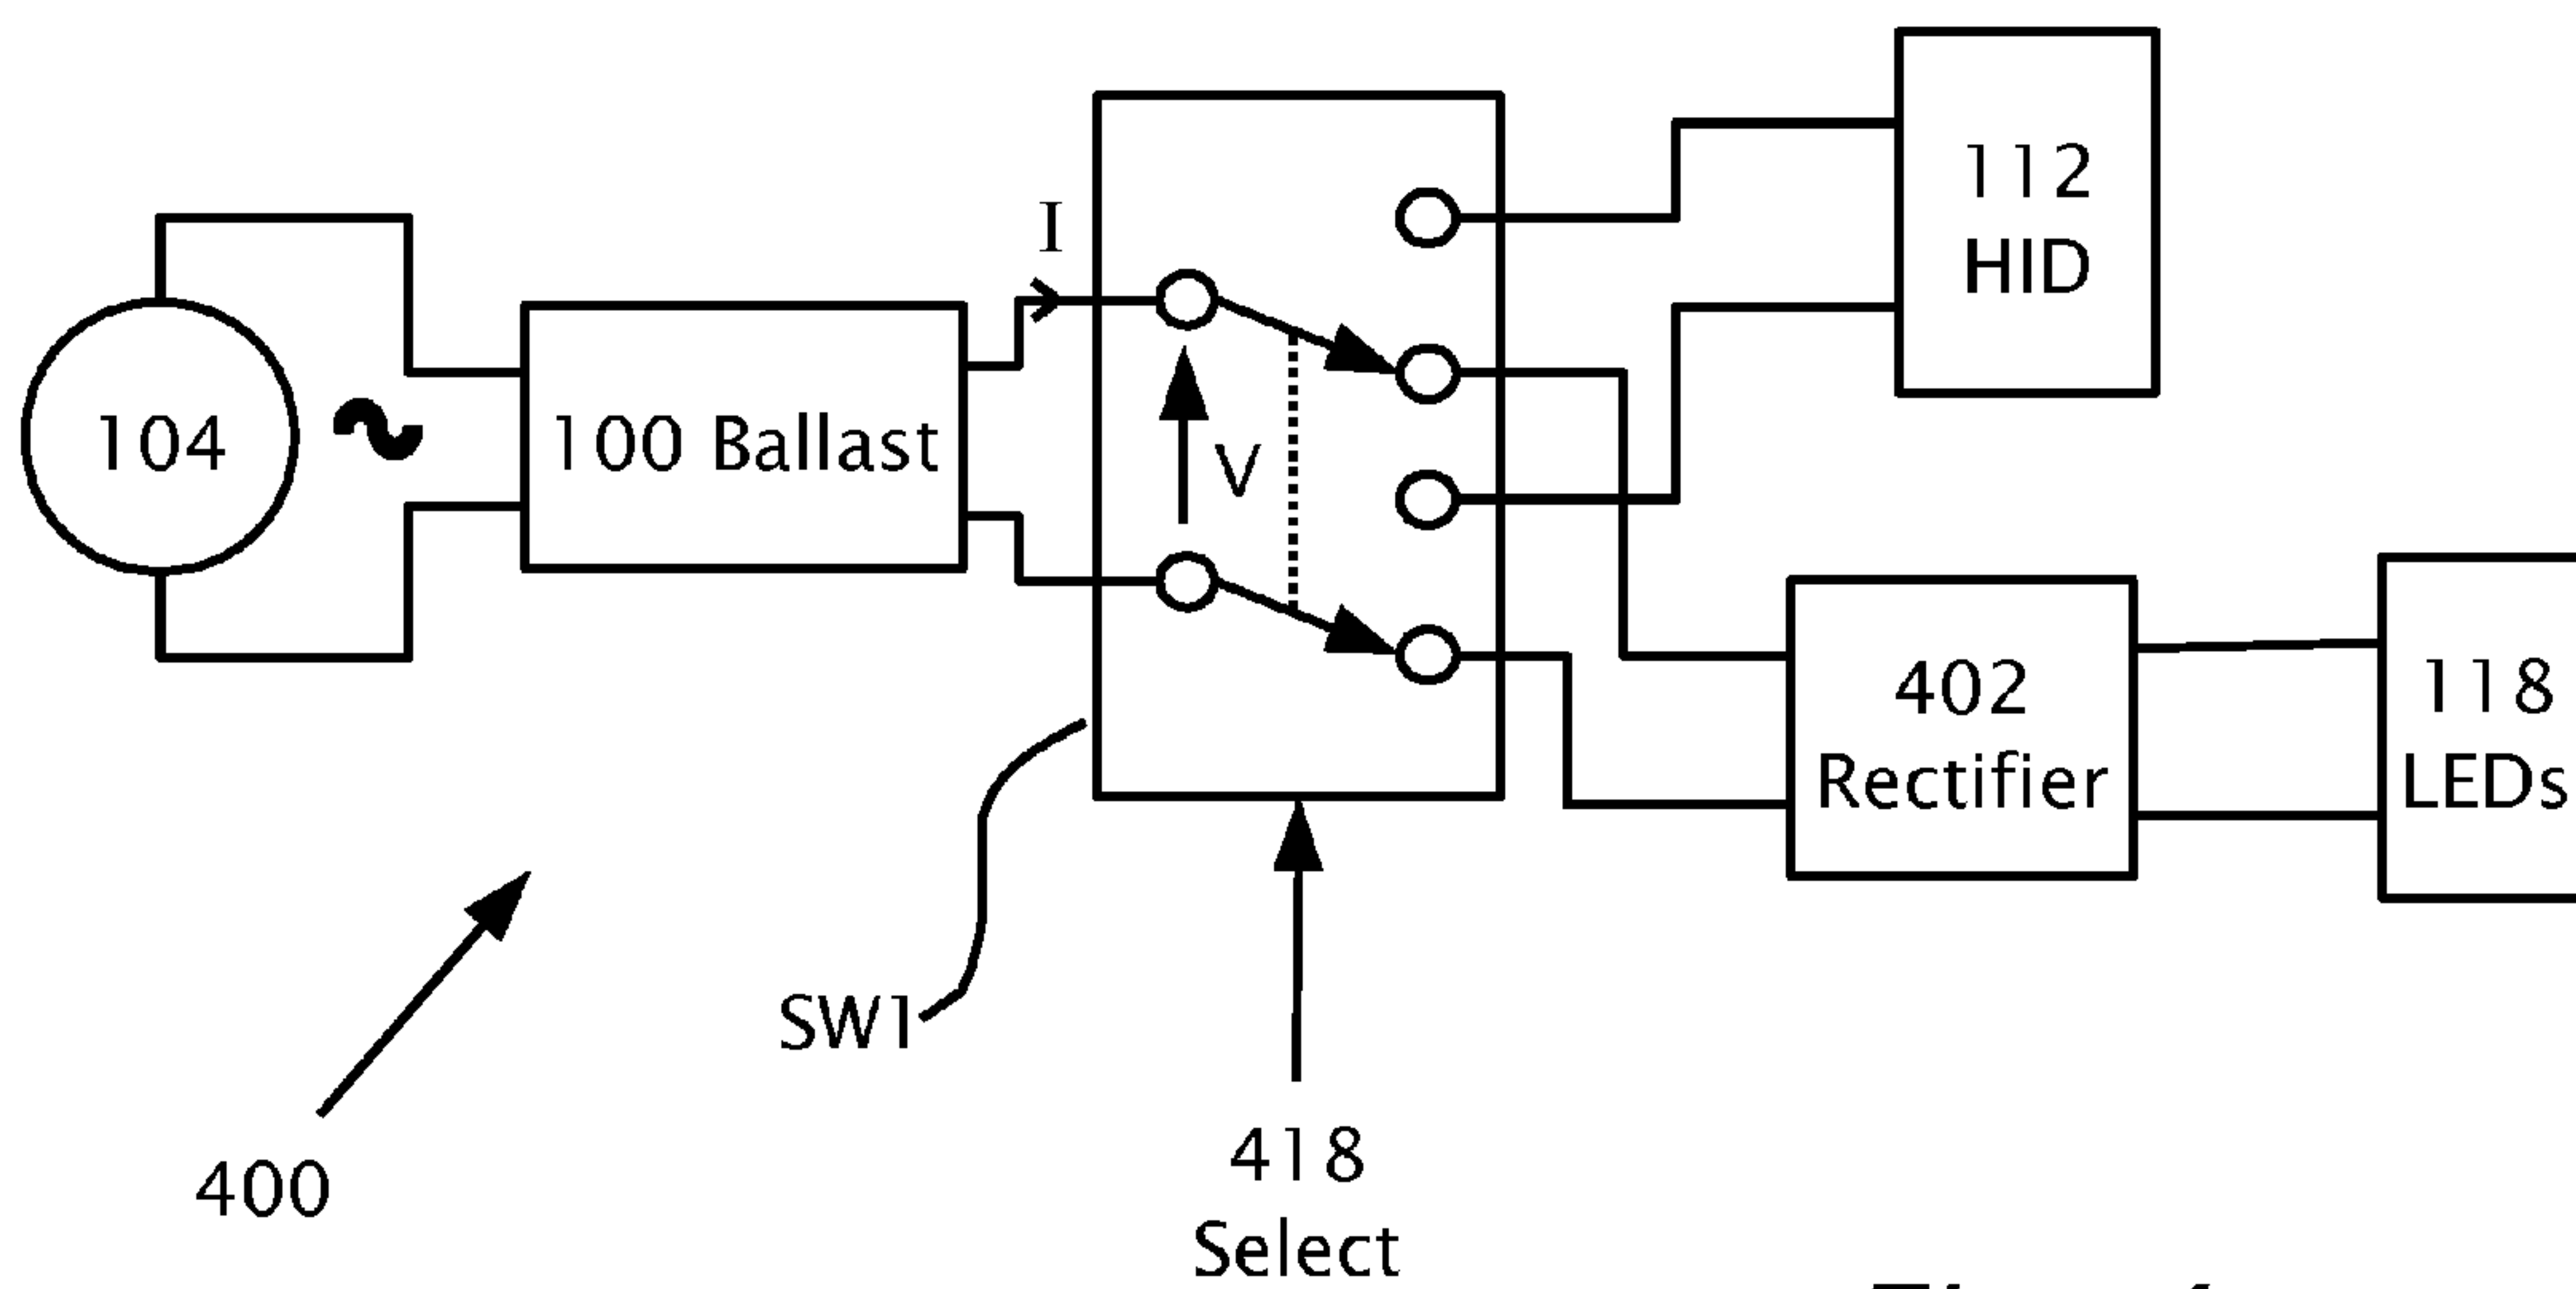 104
100 Ballast
I
V
112
HID
402
Rectifier
118
LEDs
SW1
400
418
Select